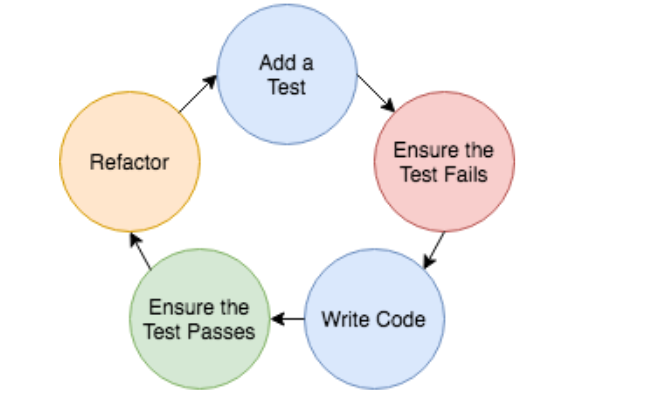 Add a
Test
Ensure the
Test Fails
Write Code
Ensure the
Test Passes
Refactor